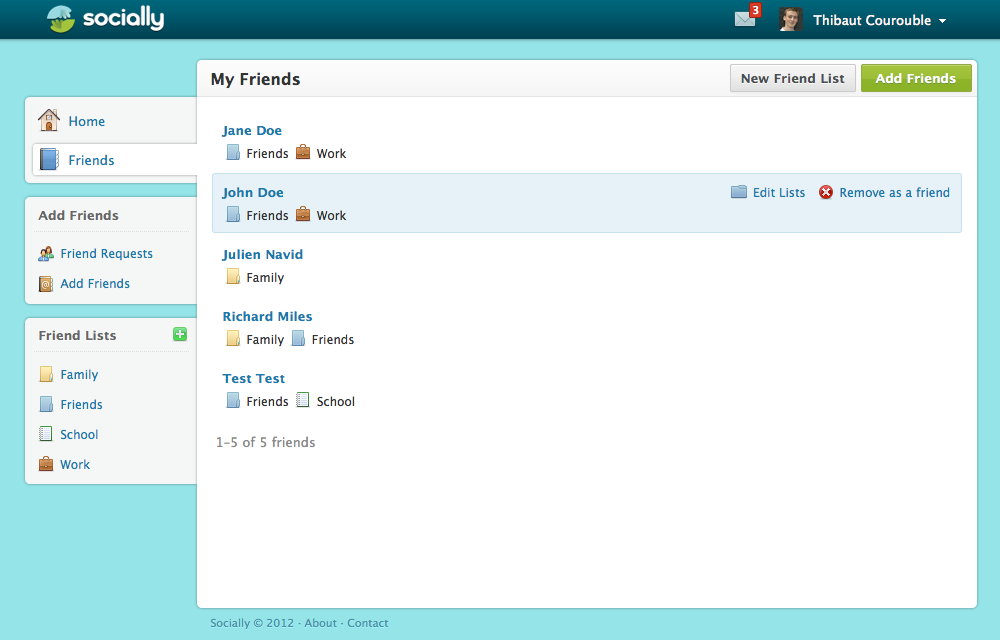 socially
3
Thibaut Courouble
My Friends
New Friend List
Add Friends
Home
Friends
Add Friends
Friend Requests
Add Friends
Friend Lists
Family
Friends
School
Work
Jane Doe
Friends Work
John Doe
Edit Lists Remove as a friend
Friends Work
Julien Navid
Family
Richard Miles
Family Friends
Test Test
Friends School
1-5 of 5 friends
Socially © 2012 · About · Contact